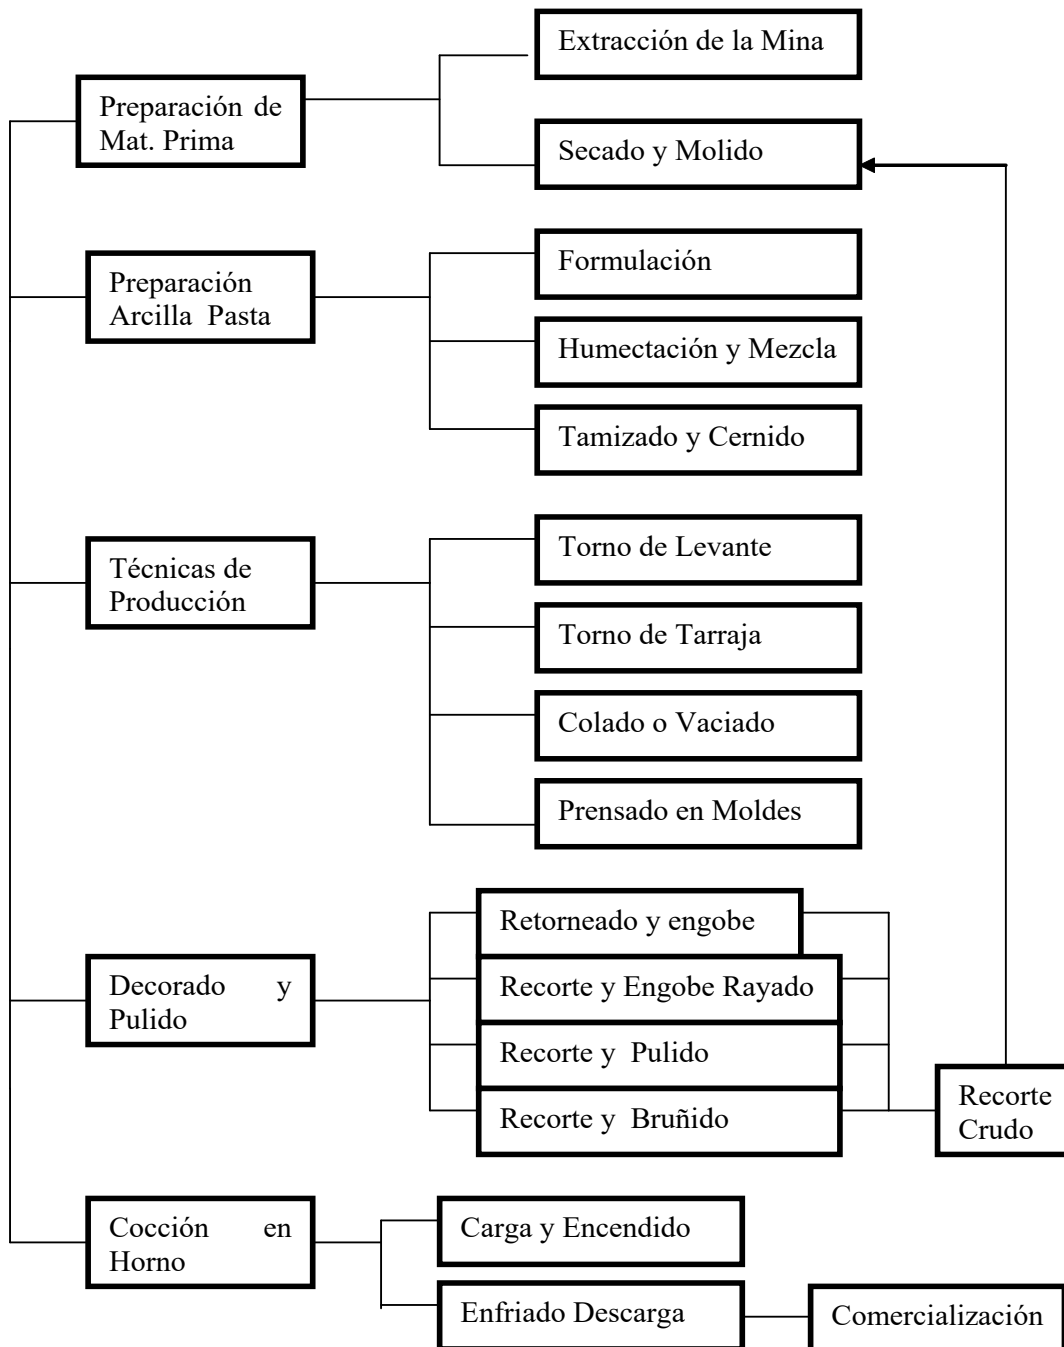 Extracción de la Mina
Preparación de
Mat. Prima
Secado y Molido
Formulación
Preparación
Arcilla Pasta
Humectación y Mezcla
Tamizado y Cernido
Torno de Levante
Técnicas de
Producción
Torno de Tarraja
Colado o Vaciado
Prensado en Moldes
Retorneado y engobe
Decorado y
Pulido
Recorte y Engobe Rayado
Recorte y Pulido
Recorte y Bruñido
Recorte
Crudo
Cocción en
Horno
Carga y Encendido
Enfriado Descarga
Comercialización